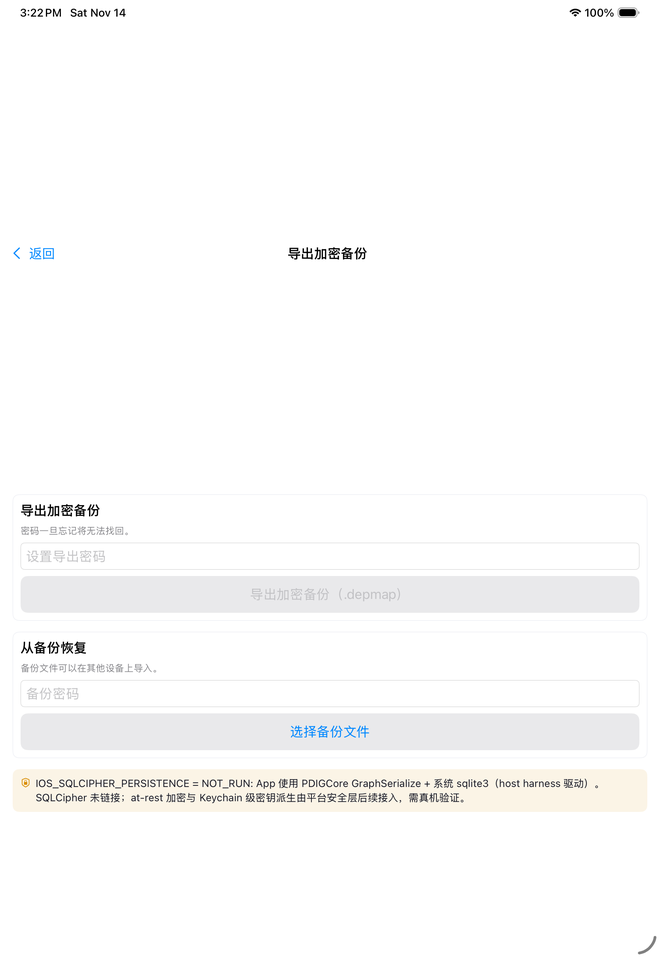 3:22 PM Sat Nov 14
100%
返回
导出加密备份
导出加密备份
密码一旦忘记将无法找回。
设置导出密码
导出加密备份（.depmap）
从备份恢复
备份文件可以在其他设备上导入。
备份密码
选择备份文件
IOS_SQLCIPHER_PERSISTENCE = NOT_RUN: App 使用 PDIGCore GraphSerialize + 系统 sqlite3（host harness 驱动）。
SQLCipher 未链接；at-rest 加密与 Keychain 级密钥派生由平台安全层后续接入，需真机验证。